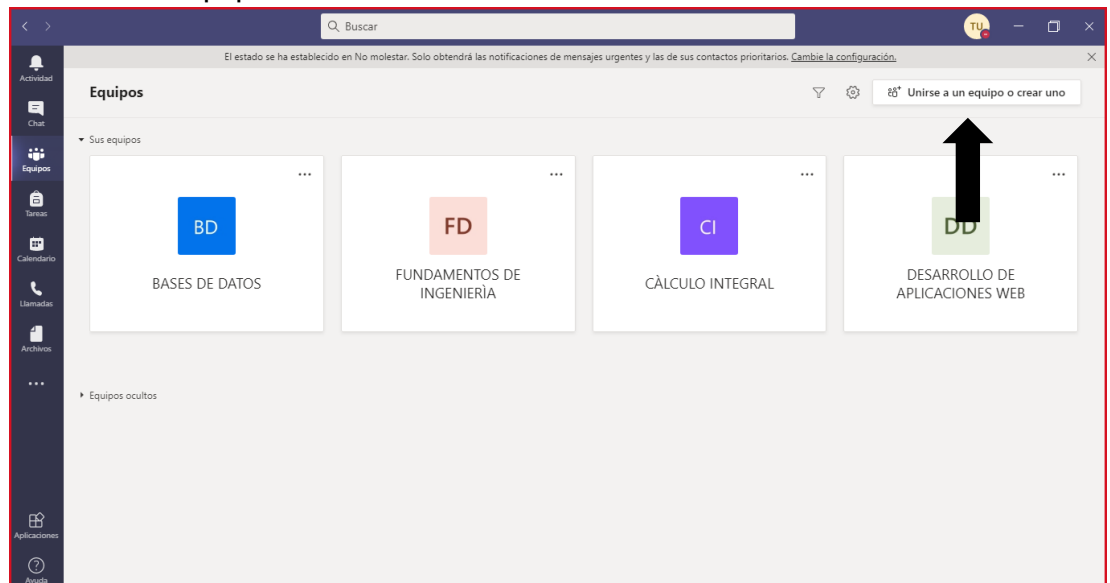 Buscar
TU
El estado se ha establecido en No molestar. Solo obtendrá las notificaciones de mensajes urgentes y las de sus contactos prioritarios. Cambie la configuración.
Actividad
Chat
Equipos
Tareas
Calendario
Llamadas
Archivos
Aplicaciones
Ayuda
Equipos
Unirse a un equipo o crear uno
Sus equipos
BD
BASES DE DATOS
FD
FUNDAMENTOS DE
INGENIERÌA
CI
CÀLCULO INTEGRAL
DD
DESARROLLO DE
APLICACIONES WEB
Equipos ocultos